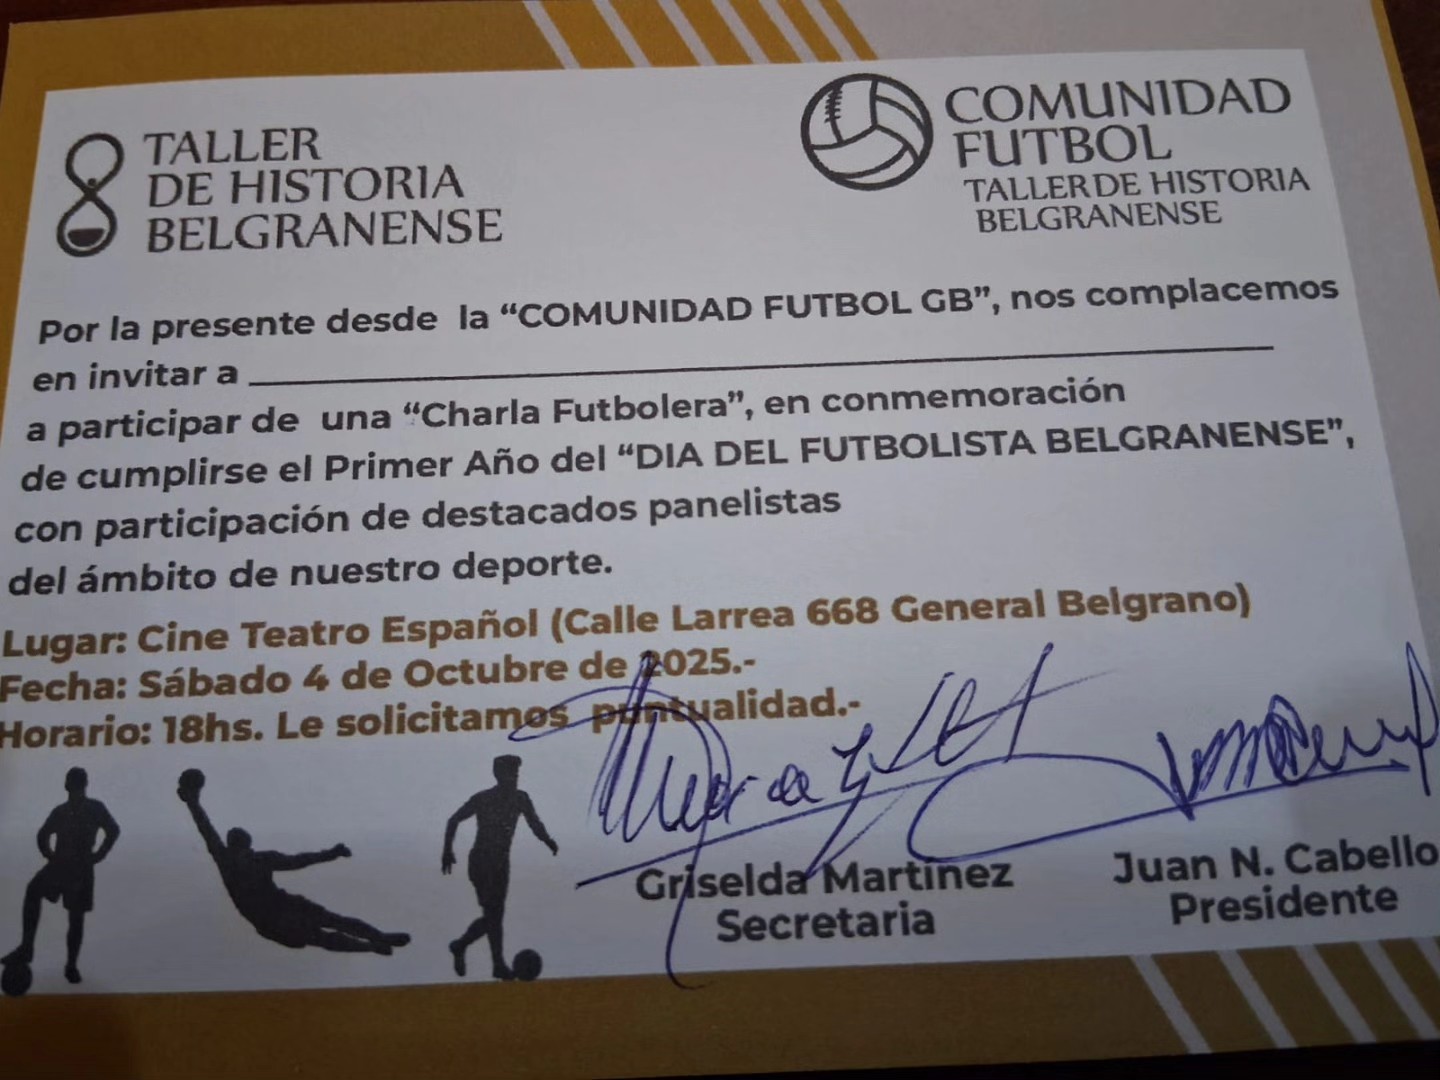 TALLER
DE HISTORIA
BELGRANENSE
COMUNIDAD
FUTBOL
TALLER DE HISTORIA
BELGRANENSE
Por la presente desde la “COMUNIDAD FUTBOL GB”, nos complacemos
en invitar a
a participar de una “Charla Futbolera”, en conmemoración
de cumplirse el Primer Año del “DIA DEL FUTBOLISTA BELGRANENSE”,
con participación de destacados panelistas
del ámbito de nuestro deporte.
Lugar: Cine Teatro Español (Calle Larrea 668 General Belgrano)
Fecha: Sábado 4 de Octubre de 2025.-
Horario: 18hs. Le solicitamos puntualidad.-
Griselda Martinez
Secretaria
Juan N. Cabello
Presidente